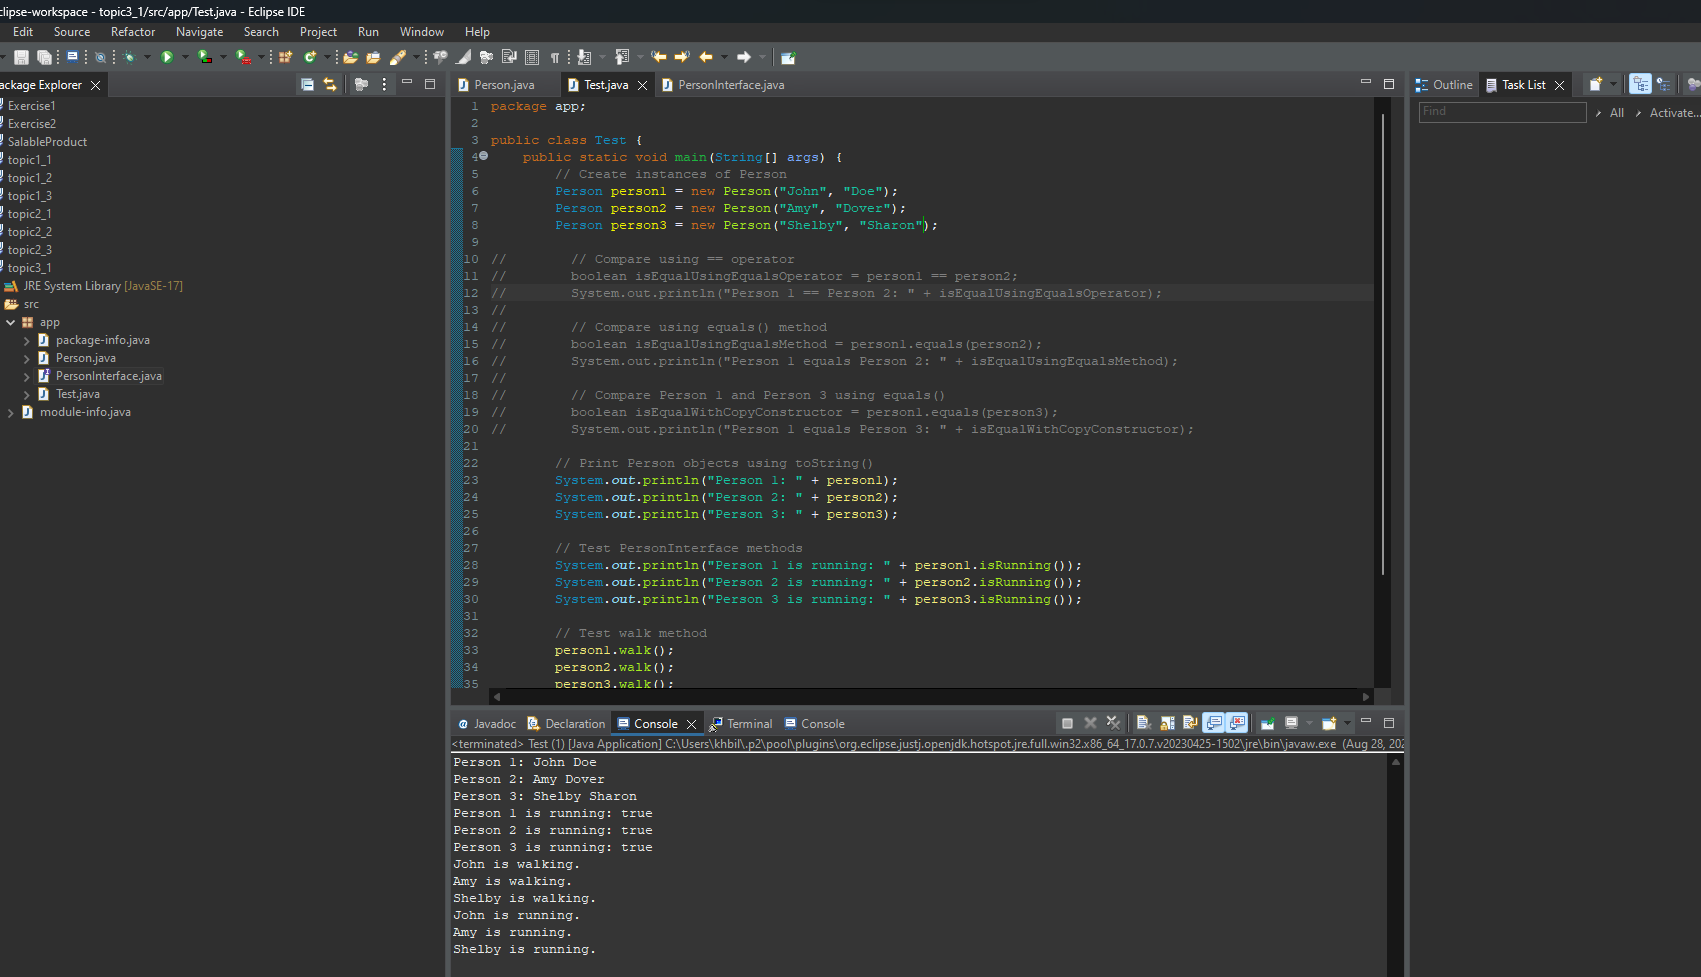 clipse-workspace - topic3_1/src/app/Test.java - Eclipse IDE
Edit Source Refactor Navigate Search Project Run Window Help
ackage Explorer
Exercise1
Exercise2
SalableProduct
topic1_1
topic1_2
topic1_3
topic2_1
topic2_2
topic2_3
topic3_1
JRE System Library [JavaSE-17]
src
app
package-info.java
Person.java
PersonInterface.java
Test.java
module-info.java
Person.java Test.java PersonInterface.java
1 package app;
2
3 public class Test {
4 public static void main(String[] args) {
5 // Create instances of Person
6 Person person1 = new Person("John", "Doe");
7 Person person2 = new Person("Amy", "Dover");
8 Person person3 = new Person("Shelby", "Sharon");
9
10 // // Compare using == operator
11 // boolean isEqualUsingEqualsOperator = person1 == person2;
12 // System.out.println("Person 1 == Person 2: " + isEqualUsingEqualsOperator);
13 //
14 // // Compare using equals() method
15 // boolean isEqualUsingEqualsMethod = person1.equals(person2);
16 // System.out.println("Person 1 equals Person 2: " + isEqualUsingEqualsMethod);
17 //
18 // // Compare Person 1 and Person 3 using equals()
19 // boolean isEqualWithCopyConstructor = person1.equals(person3);
20 // System.out.println("Person 1 equals Person 3: " + isEqualWithCopyConstructor);
21
22 // Print Person objects using toString()
23 System.out.println("Person 1: " + person1);
24 System.out.println("Person 2: " + person2);
25 System.out.println("Person 3: " + person3);
26
27 // Test PersonInterface methods
28 System.out.println("Person 1 is running: " + person1.isRunning());
29 System.out.println("Person 2 is running: " + person2.isRunning());
30 System.out.println("Person 3 is running: " + person3.isRunning());
31
32 // Test walk method
33 person1.walk();
34 person2.walk();
35 person3.walk();
Outline Task List
Find All Activate...
Javadoc Declaration Console Terminal Console
<terminated> Test (1) [Java Application] C:\Users\khbil\.p2\pool\plugins\org.eclipse.justj.openjdk.hotspot.jre.full.win32.x86_64_17.0.7.v20230425-1502\jre\bin\javaw.exe (Aug 28, 202
Person 1: John Doe
Person 2: Amy Dover
Person 3: Shelby Sharon
Person 1 is running: true
Person 2 is running: true
Person 3 is running: true
John is walking.
Amy is walking.
Shelby is walking.
John is running.
Amy is running.
Shelby is running.